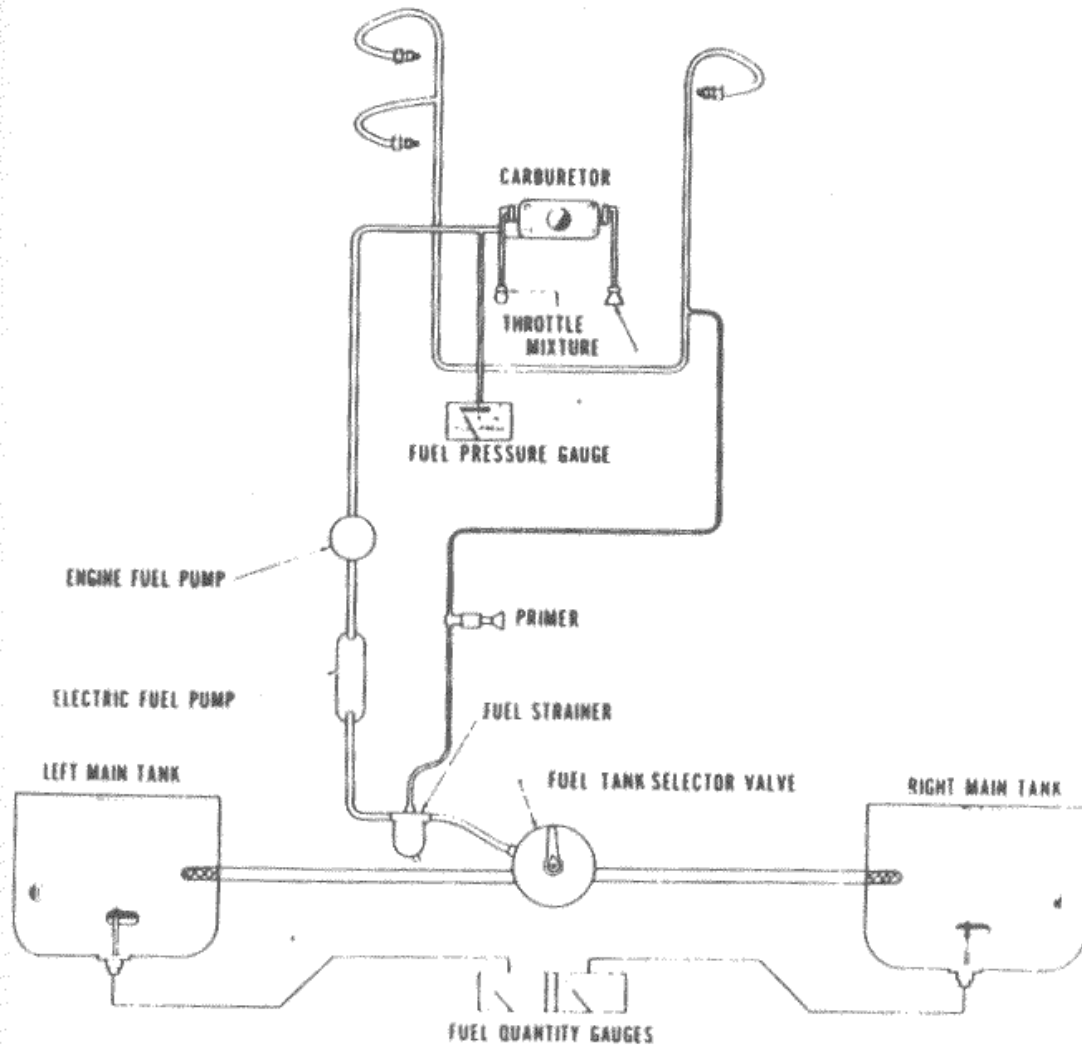 CARBURETOR
THROTTLE
MIXTURE
FUEL PRESSURE GAUGE
ENGINE FUEL PUMP
PRIMER
ELECTRIC FUEL PUMP
FUEL STRAINER
LEFT MAIN TANK
FUEL TANK SELECTOR VALVE
RIGHT MAIN TANK
FUEL QUANTITY GAUGES